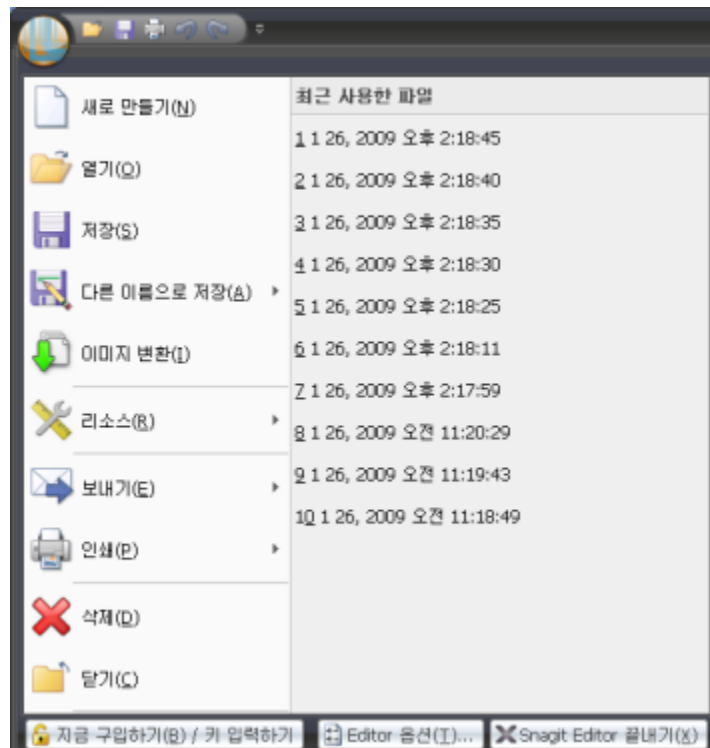 새로 만들기(N)
열기(O)
저장(S)
다른 이름으로 저장(A)
이미지 변환(I)
리소스(R)
보내기(E)
인쇄(P)
삭제(D)
닫기(C)
최근 사용한 파일
1 1 26, 2009 오후 2:18:45
2 1 26, 2009 오후 2:18:40
3 1 26, 2009 오후 2:18:35
4 1 26, 2009 오후 2:18:30
5 1 26, 2009 오후 2:18:25
6 1 26, 2009 오후 2:18:11
7 1 26, 2009 오후 2:17:59
8 1 26, 2009 오전 11:20:29
9 1 26, 2009 오전 11:19:43
10 1 26, 2009 오전 11:18:49
지금 구입하기(B) / 키 입력하기
Editor 옵션(T)...
Snagit Editor 끝내기(X)